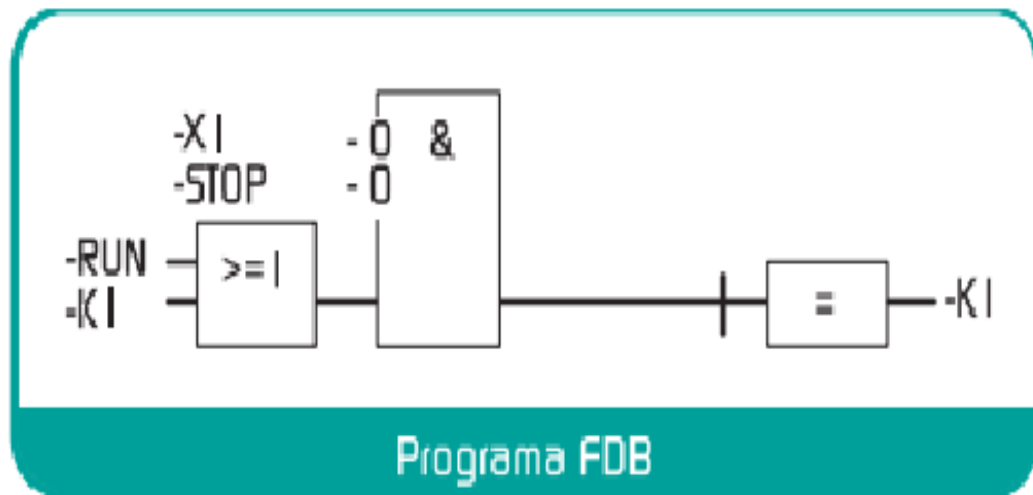 -X1 -0 &
-STOP -0
-RUN >=1
-K1 = -K1
Programa FDB